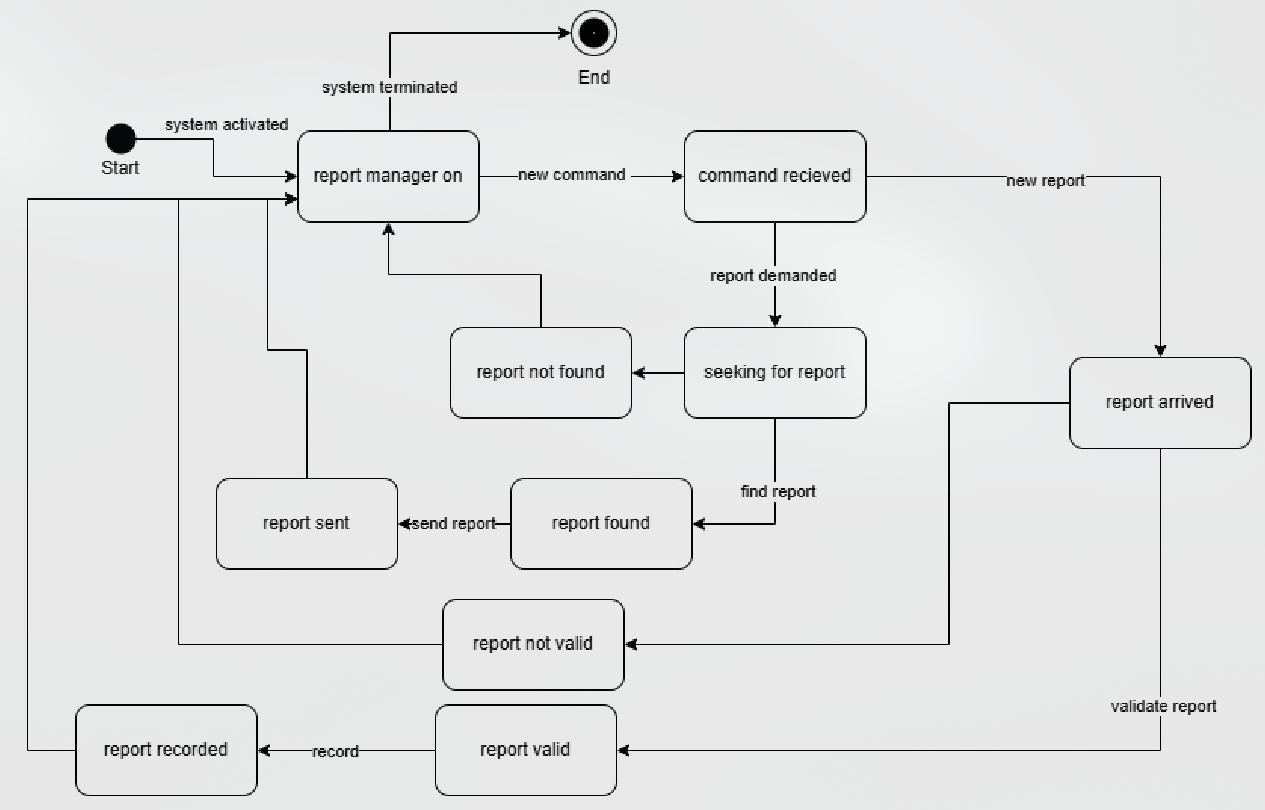 End
system terminated
system activated
Start
report manager on
new command
command recieved
new report
report demanded
report not found
seeking for report
report arrived
find report
report sent
send report
report found
report not valid
validate report
report recorded
record
report valid